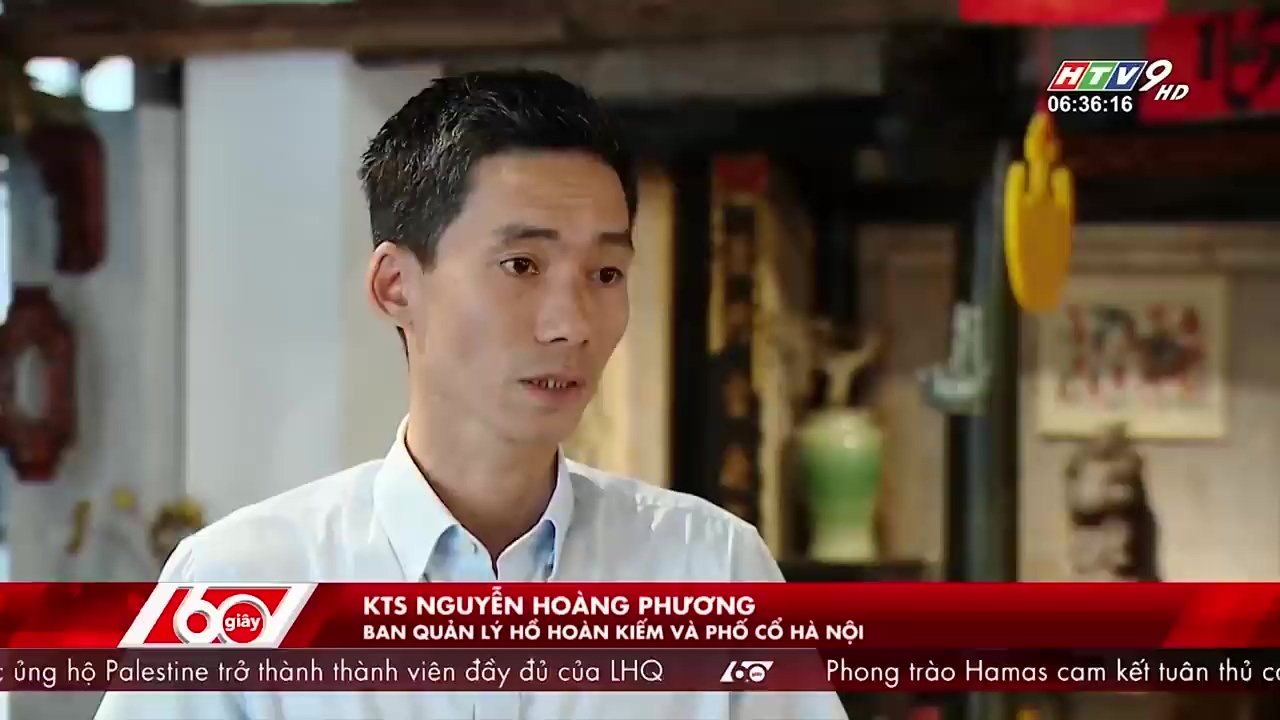 HTV9 HD
06:36:16
60 giây
KTS NGUYỄN HOÀNG PHƯƠNG
BAN QUẢN LÝ HỒ HOÀN KIẾM VÀ PHỐ CỔ HÀ NỘI
ủng hộ Palestine trở thành thành viên đầy đủ của LHQ 60 giây Phong trào Hamas cam kết tuân thủ